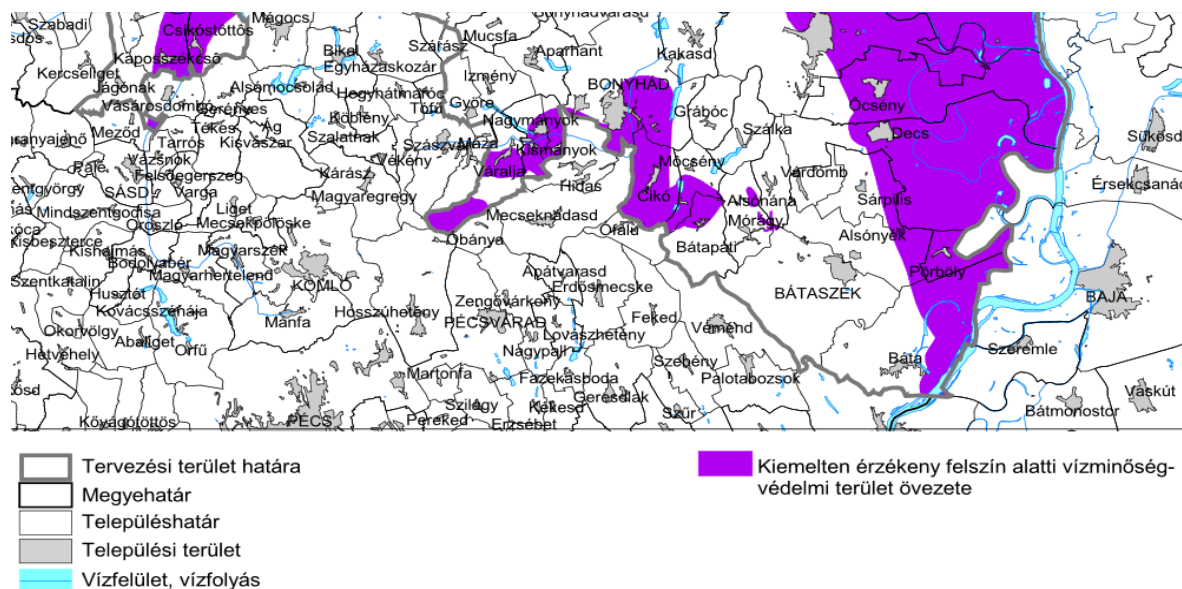 Szabadi
Csikóstöttős
Mágocs
Mucsfa
Bonyhádvarasd
Szárász
Bikal
Aparhant
Kakasd
Kaposszekcső
Egyházaskozár
Izmény
Kercseliget
Jágónak
Alsómocsolád
BONYHÁD
Hegyhátmaróc
Tófű
Györe
Grábóc
Őcsény
Vásárosdombó
Gerényes
Köblény
Nagymányok
Szálka
Decs
Meződ
Tékes
Ág
Szalatnak
Szászvár
Máza
Kismányok
Sükösd
Tarrós
Kisvaszar
Vékény
Mőcsény
Palé
Vázsnok
Felsőegerszeg
Kárász
Váralja
Várdomb
Hidas
Érsekcsanád
SÁSD
Varga
Magyaregregy
Cikó
Alsónána
Sárpilis
Mindszentgodisa
Liget
Mecseknádasd
Mórágy
Oroszló
Mecsekpölöske
Óbánya
Ófalu
Alsónyék
Kisbeszterce
Bátapáti
Kishajmás
Magyarszék
Bodolyabér
Magyarhertelend
Apátvarasd
Pörböly
Szentkatalin
KOMLÓ
Erdősmecske
Husztót
BÁTASZÉK
BAJA
Kovácsszénája
Zengővárkony
Mánfa
Hosszúhetény
PÉCSVÁRAD
Feked
Okorvölgy
Véménd
Lovászhetény
Abaliget
Orfű
Szeremle
Hetvehely
Nagypall
Szebény
Báta
Martonfa
Fazekasboda
Palotabozsok
Geresdlak
Vaskút
Szilágy
Kékesd
Szűr
Bátmonostor
Kővágótöttös
PÉCS
Pereked
Erzsébet
Tervezési terület határa
Megyehatár
Településhatár
Települési terület
Vízfelület, vízfolyás
Kiemelten érzékeny felszín alatti vízminőség-
védelmi terület övezete